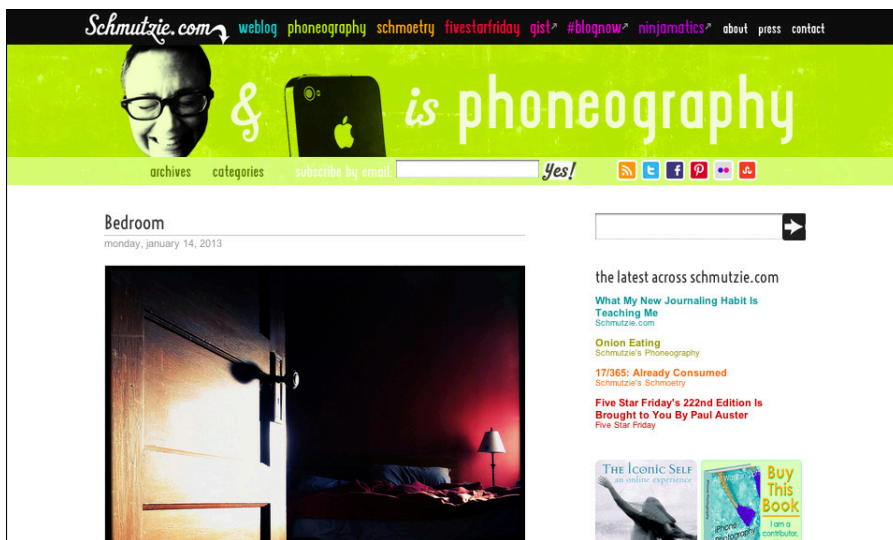 Schmutzie.com weblog phoneography schmoetry fivestarfriday gist #blognow ninjamatics about press contact
& is phoneography
archives categories subscribe by email: Yes!
Bedroom
monday, january 14, 2013
the latest across schmutzie.com
What My New Journaling Habit Is
Teaching Me
Schmutzie.com
Onion Eating
Schmutzie's Phoneography
17/365: Already Consumed
Schmutzie's Schmoetry
Five Star Friday's 222nd Edition Is
Brought to You By Paul Auster
Five Star Friday
THE ICONIC SELF
an online experience
Buy
This
Book
I am a
contributor.
iPhone
Photography